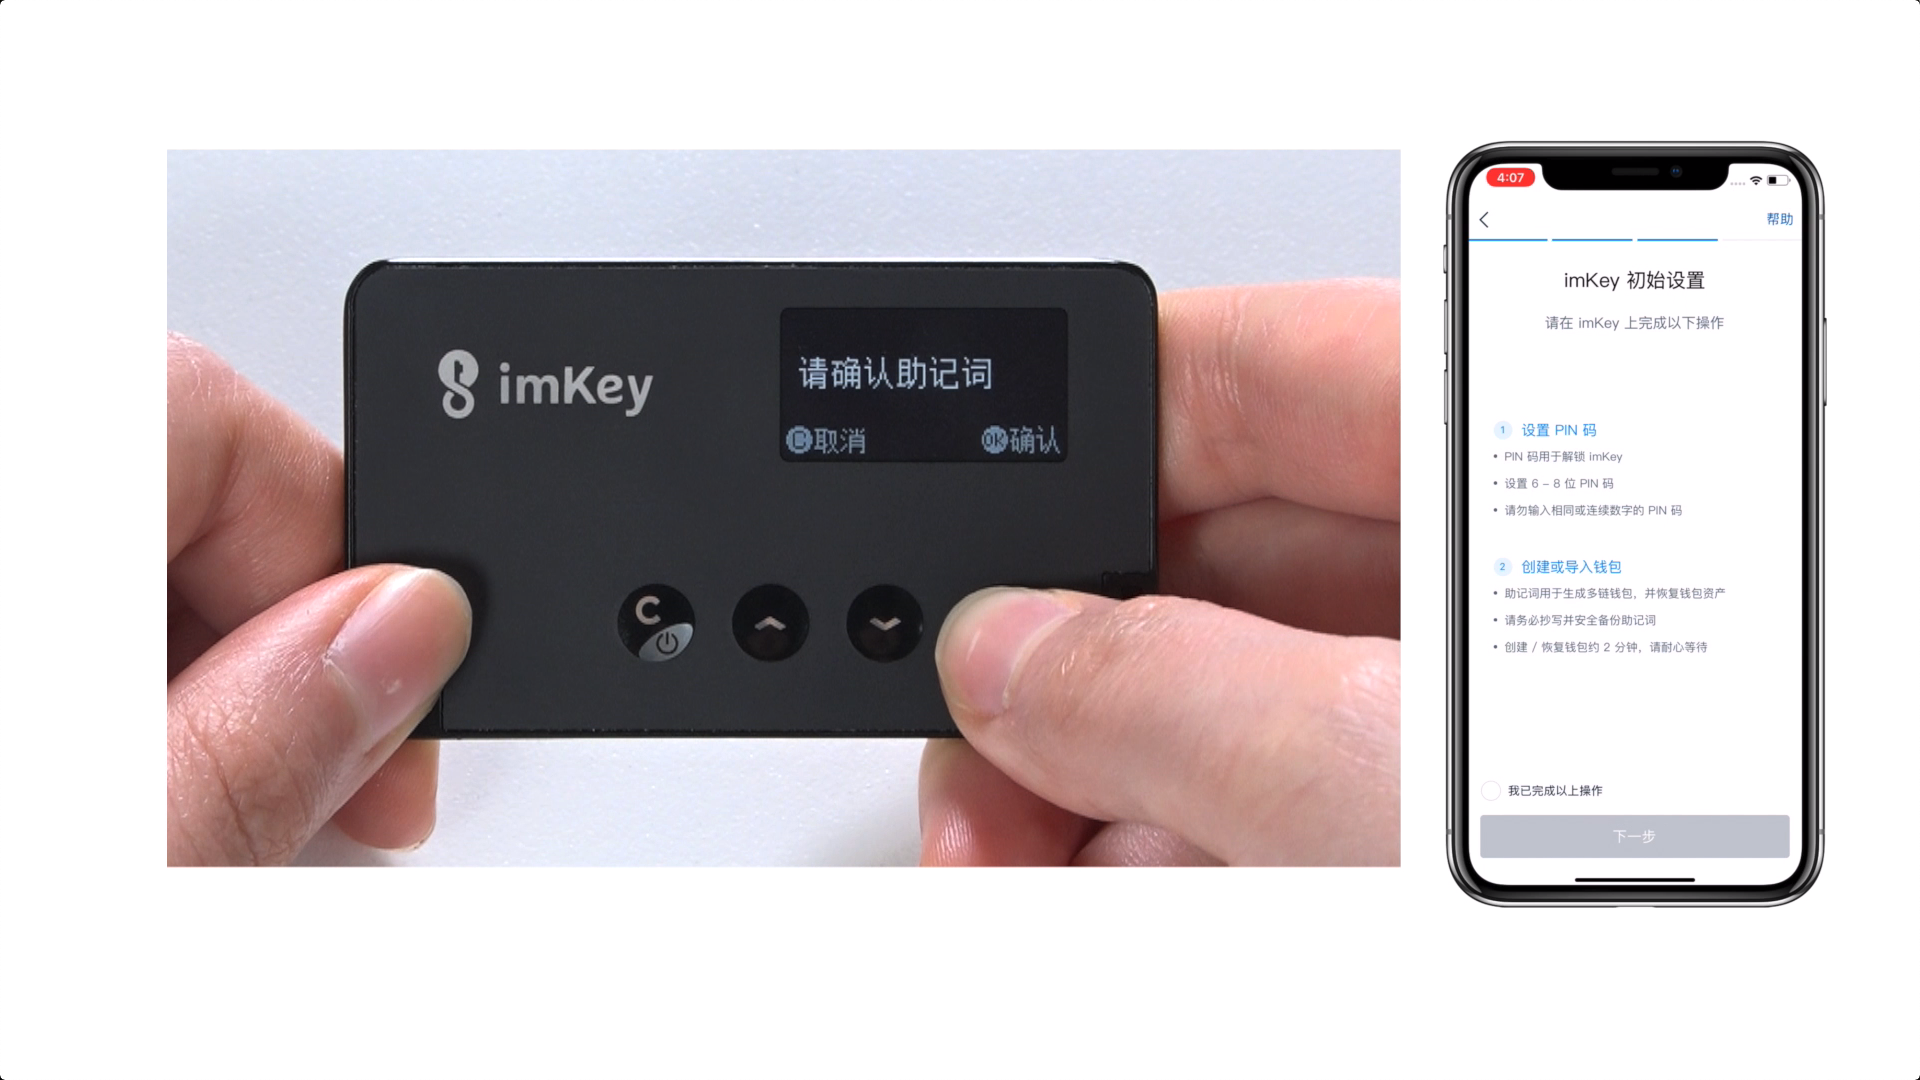 imKey
请确认助记词
C取消
OK确认
C
4:07
帮助
imKey 初始设置
请在 imKey 上完成以下操作
1 设置 PIN 码
• PIN 码用于解锁 imKey
• 设置 6 – 8 位 PIN 码
• 请勿输入相同或连续数字的 PIN 码
2 创建或导入钱包
• 助记词用于生成多链钱包，并恢复钱包资产
• 请务必抄写并安全备份助记词
• 创建 / 恢复钱包约 2 分钟，请耐心等待
我已完成以上操作
下一步